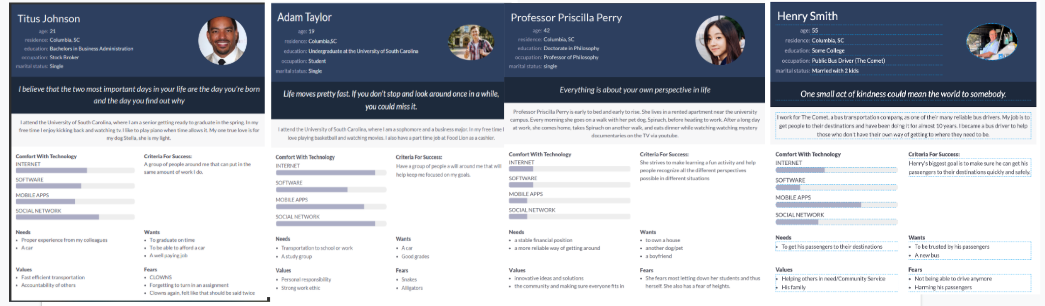 Titus Johnson
age: 21
residence: Columbia, SC
education: Bachelors in Business Administration
occupation: Stock Broker
marital status: Single
I believe that the two most important days in your life are the day you're born
and the day you find out why
I attend the University of South Carolina, where I am a senior getting ready to graduate in the spring. In my
free time I enjoy kicking back and watching tv. I like to play piano when time allows it. My one true love is for
my dog Stella, she is my light.
Comfort With Technology
INTERNET
SOFTWARE
MOBILE APPS
SOCIAL NETWORK
Criteria For Success:
A group of people around me that can put in the
same amount of work I do.
Needs
• Proper experience from my colleagues
• A car
Wants
• To graduate on time
• To be able to afford a car
• A well paying job
Values
• Fast efficient transportation
• Accountability of others
Fears
• CLOWNS
• Forgetting to turn in an assignment
• Clowns again, felt like that should be said twice
Adam Taylor
age: 19
residence: Columbia,SC
education: Undergraduate at the University of South Carolina
occupation: Student
marital status: Single
Life moves pretty fast. If you don't stop and look around once in a while,
you could miss it.
I attend the University of South Carolina, where I am a sophomore and a business major. In my free time I
love playing basketball and watching movies. I also have a part time job at Food Lion as a cashier.
Comfort With Technology
INTERNET
SOFTWARE
MOBILE APPS
SOCIAL NETWORK
Criteria For Success:
Have a group of people around me that will
help keep me focused on my goals.
Needs
• Transportation to school or work
• A study group
Wants
• A car
• Good grades
Values
• Personal responsibility
• Strong work ethic
Fears
• Snakes
• Alligators
Professor Priscilla Perry
age: 42
residence: Columbia, SC
education: Doctorate in Philosophy
occupation: Professor of Philosophy
marital status: single
Everything is about your own perspective in life
Professor Priscilla Perry is early to bed and early to rise. She lives in a rented apartment near the university
campus. Every morning she goes on a walk with her pet dog, Spinach, before heading to work. After a long day
at work, she comes home, takes Spinach on another walk, and eats dinner while watching watching mystery
documentaries on the TV via youtube.
Comfort With Technology
INTERNET
SOFTWARE
MOBILE APPS
SOCIAL NETWORK
Criteria For Success:
She strives to make learning a fun activity and help
people recognize all the different perspectives
possible in different situations
Needs
• a stable financial position
• a more reliable way of getting around
Wants
• to own a house
• another dog/pet
• a boyfriend
Values
• Innovative ideas and solutions
• the community and making sure everyone fits in
Fears
• She fears most letting down her students and thus
herself. She also has a fear of heights.
Henry Smith
age: 55
residence: Columbia, SC
education: Some College
occupation: Public Bus Driver (The Comet)
marital status: Married with 2 kids
One small act of kindness could mean the world to somebody.
I work for The Comet, a bus transportation company, as one of their many reliable bus drivers. My job is to
get people to their destinations and have been doing it for almost 10 years. I became a bus driver to help
those who don't have their own way of getting to where they need to be.
Comfort With Technology
INTERNET
SOFTWARE
MOBILE APPS
SOCIAL NETWORK
Criteria For Success:
Henry's biggest goal is to make sure he can get his
passengers to their destinations quickly and safely.
Needs
• To get his passengers to their destinations
Wants
• To be trusted by his passengers
• A new bus
Values
• Helping others in need/Community Service
• His family
Fears
• Not being able to drive anymore
• Harming his passengers